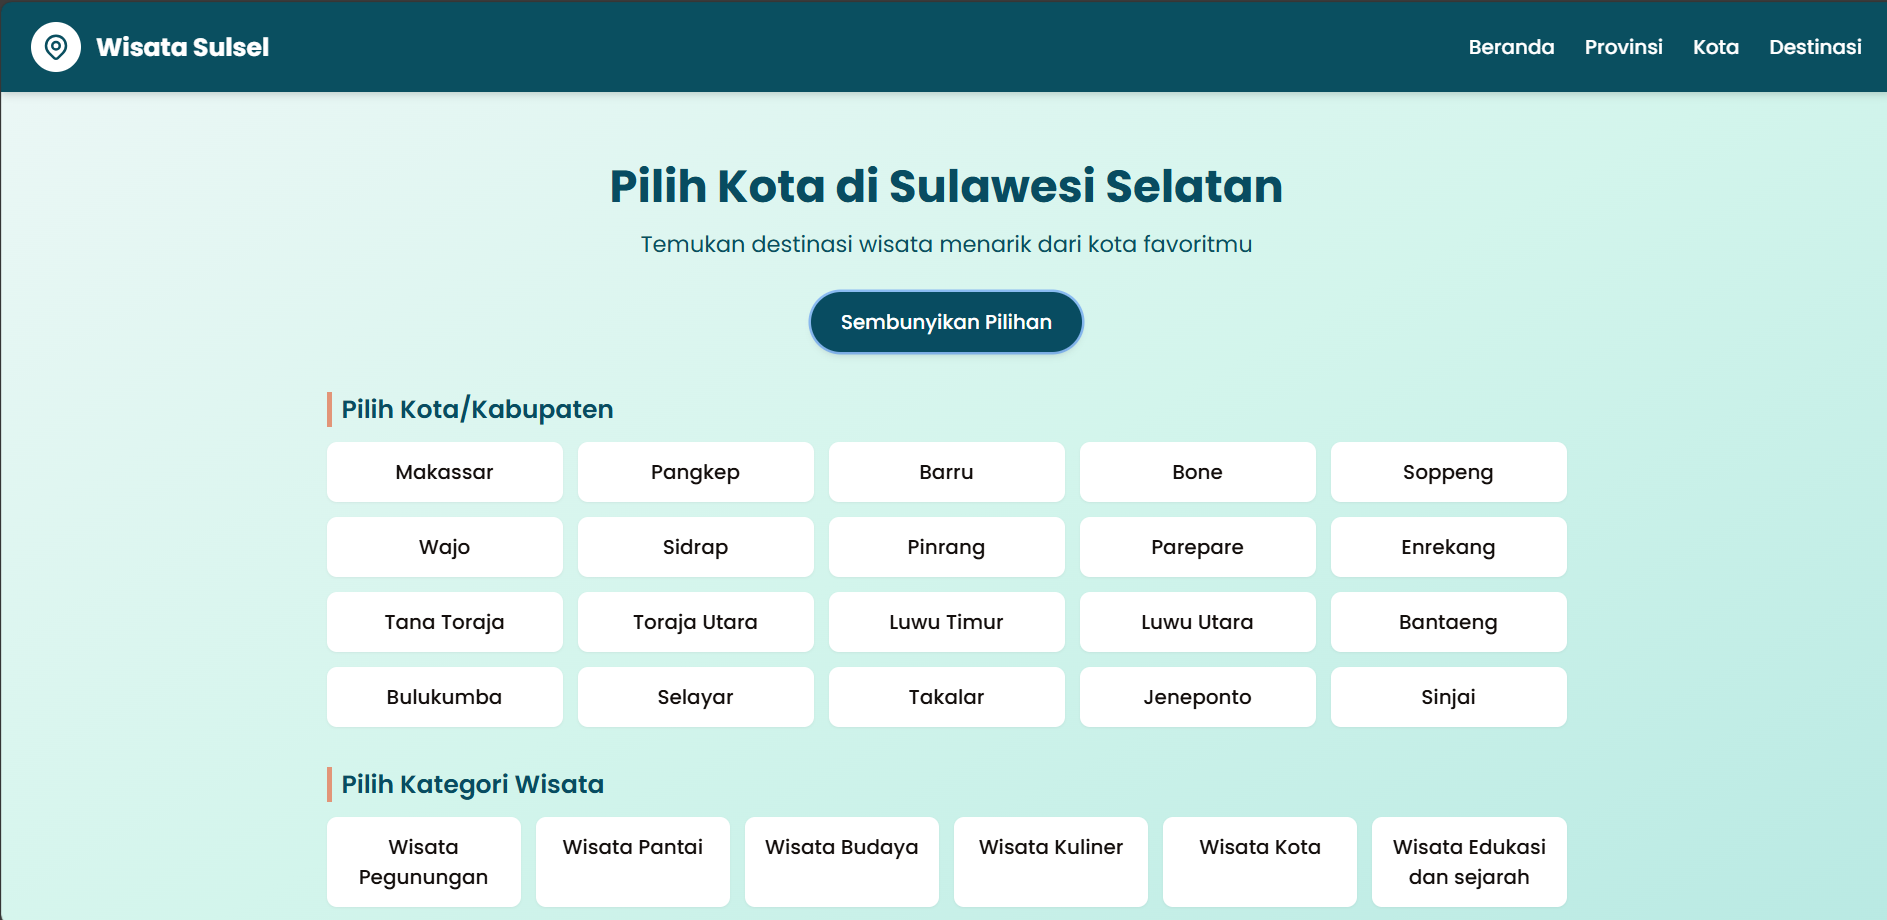 Wisata Sulsel
Beranda Provinsi Kota Destinasi
Pilih Kota di Sulawesi Selatan
Temukan destinasi wisata menarik dari kota favoritmu
Sembunyikan Pilihan
Pilih Kota/Kabupaten
Makassar Pangkep Barru Bone Soppeng
Wajo Sidrap Pinrang Parepare Enrekang
Tana Toraja Toraja Utara Luwu Timur Luwu Utara Bantaeng
Bulukumba Selayar Takalar Jeneponto Sinjai
Pilih Kategori Wisata
Wisata
Pegunungan
Wisata Pantai
Wisata Budaya
Wisata Kuliner
Wisata Kota
Wisata Edukasi
dan sejarah